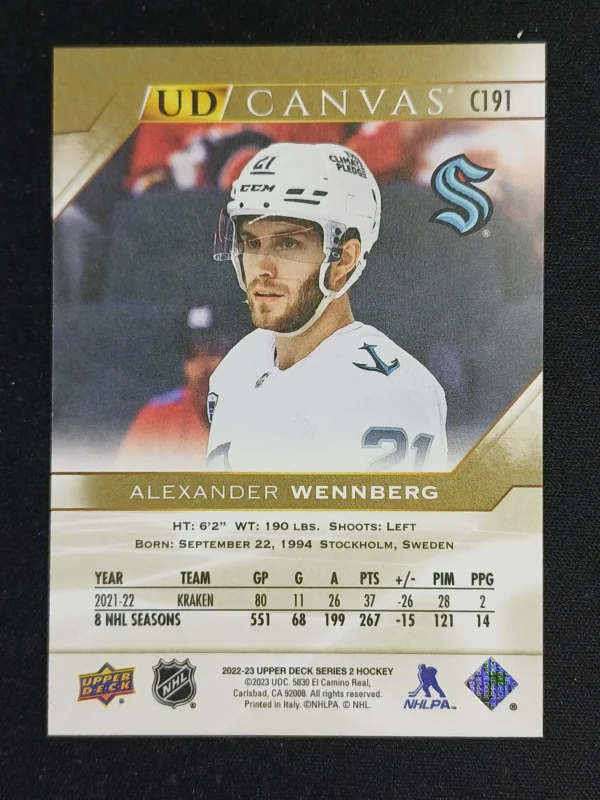 UD CANVAS® C191
21
CCM
CLIMATE
PLEDGE
21
ALEXANDER WENNBERG
HT: 6'2" WT: 190 LBS. SHOOTS: LEFT
BORN: SEPTEMBER 22, 1994 STOCKHOLM, SWEDEN
YEAR TEAM GP G A PTS +/- PIM PPG
2021-22 KRAKEN 80 11 26 37 -26 28 2
8 NHL SEASONS 551 68 199 267 -15 121 14
2022-23 UPPER DECK SERIES 2 HOCKEY
©2023 UDC. 5830 El Camino Real,
Carlsbad, CA 92008. All rights reserved.
Printed in Italy. ©NHLPA. © NHL.
UPPER
D·E·C·K
NHL
NHLPA